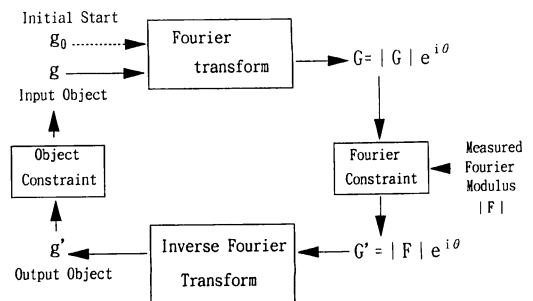 Initial Start
g₀
g
Input Object
Fourier
transform
G=|G|e^{iθ}
Object
Constraint
Fourier
Constraint
Measured
Fourier
Modulus
|F|
g'
Output Object
Inverse Fourier
Transform
G'=|F|e^{iθ}